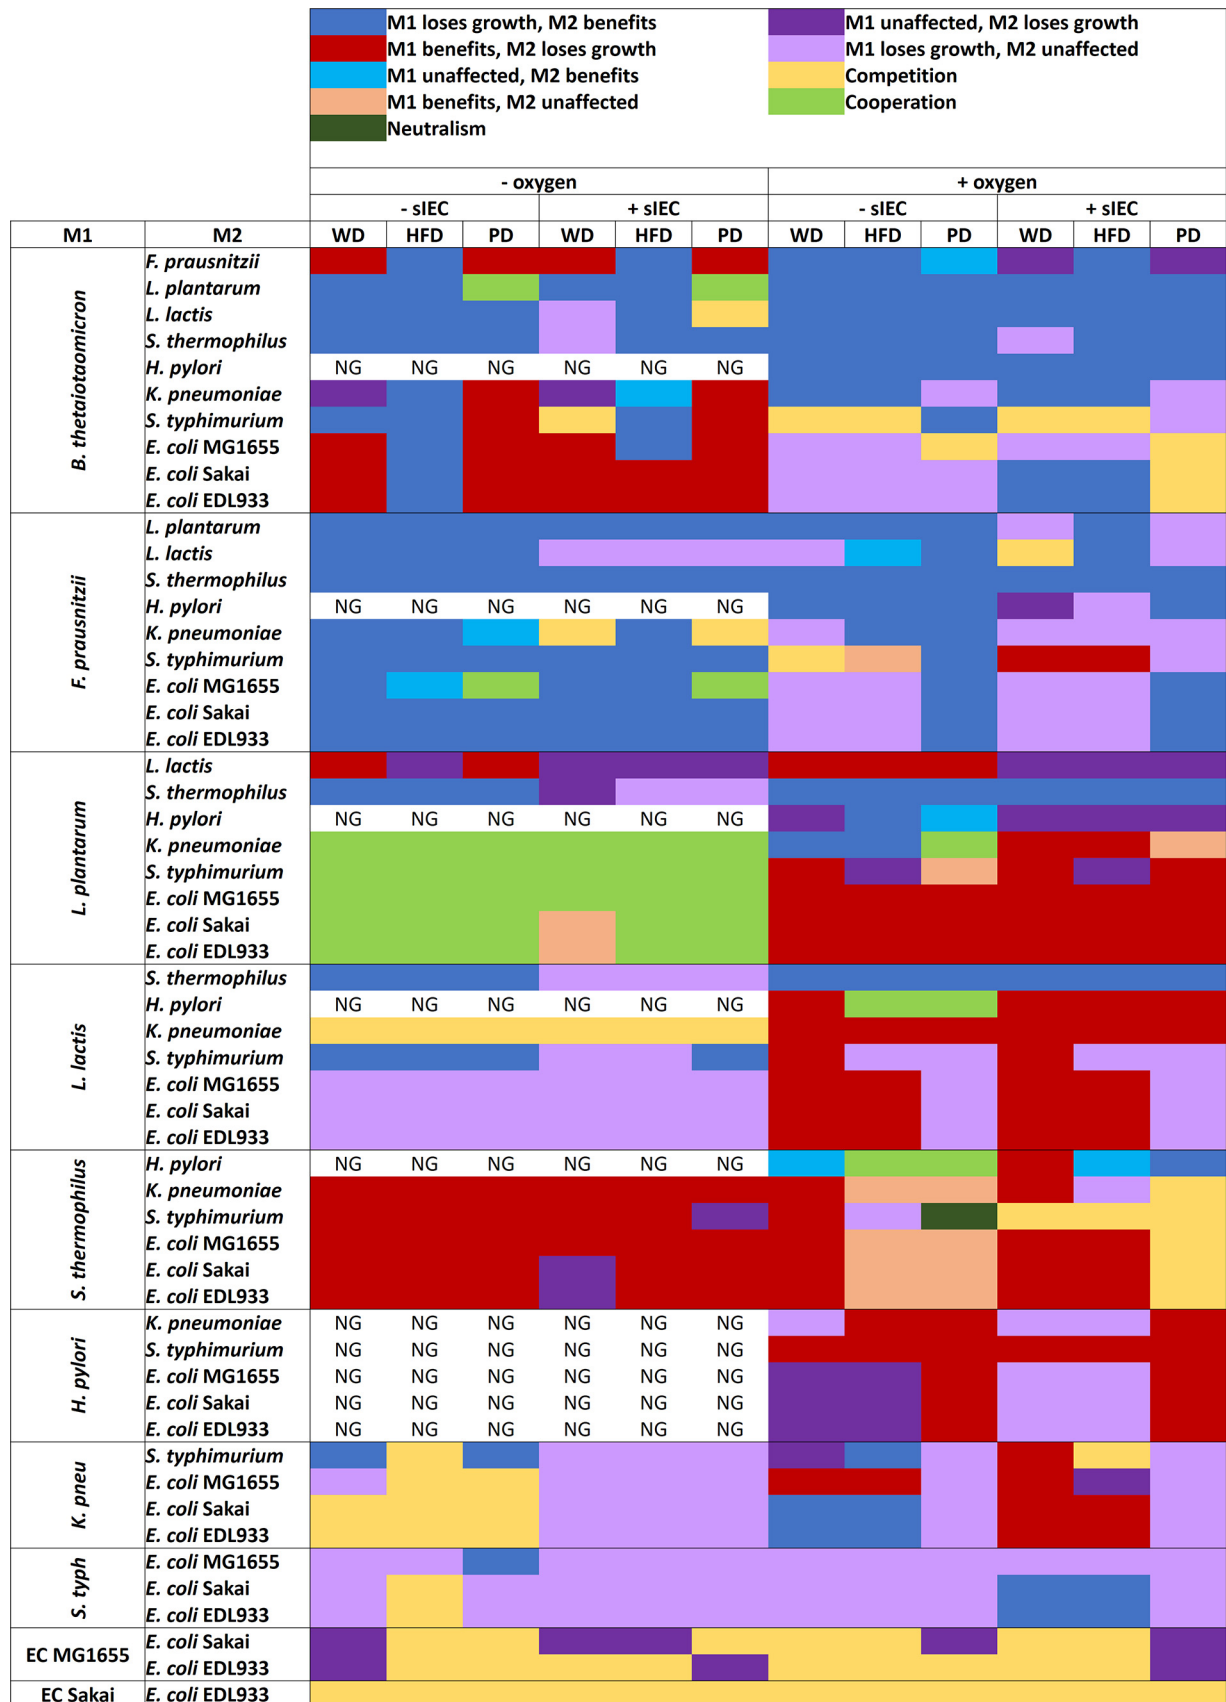 M1 loses growth, M2 benefits M1 unaffected, M2 loses growth
M1 benefits, M2 loses growth M1 loses growth, M2 unaffected
M1 unaffected, M2 benefits Competition
M1 benefits, M2 unaffected Cooperation
Neutralism
- oxygen + oxygen
- sIEC + sIEC - sIEC + sIEC
M1 M2 WD HFD PD WD HFD PD WD HFD PD WD HFD PD
B. thetaiotaomicron
F. prausnitzii
L. plantarum
L. lactis
S. thermophilus
H. pylori NG NG NG NG NG NG
K. pneumoniae
S. typhimurium
E. coli MG1655
E. coli Sakai
E. coli EDL933
F. prausnitzii
L. plantarum
L. lactis
S. thermophilus
H. pylori NG NG NG NG NG NG
K. pneumoniae
S. typhimurium
E. coli MG1655
E. coli Sakai
E. coli EDL933
L. plantarum
L. lactis
S. thermophilus
H. pylori NG NG NG NG NG NG
K. pneumoniae
S. typhimurium
E. coli MG1655
E. coli Sakai
E. coli EDL933
L. lactis
S. thermophilus
H. pylori NG NG NG NG NG NG
K. pneumoniae
S. typhimurium
E. coli MG1655
E. coli Sakai
E. coli EDL933
S. thermophilus
H. pylori NG NG NG NG NG NG
K. pneumoniae
S. typhimurium
E. coli MG1655
E. coli Sakai
E. coli EDL933
H. pylori
K. pneumoniae NG NG NG NG NG NG
S. typhimurium NG NG NG NG NG NG
E. coli MG1655 NG NG NG NG NG NG
E. coli Sakai NG NG NG NG NG NG
E. coli EDL933 NG NG NG NG NG NG
K. pneu
S. typhimurium
E. coli MG1655
E. coli Sakai
E. coli EDL933
S. typh
E. coli MG1655
E. coli Sakai
E. coli EDL933
EC MG1655
E. coli Sakai
E. coli EDL933
EC Sakai E. coli EDL933